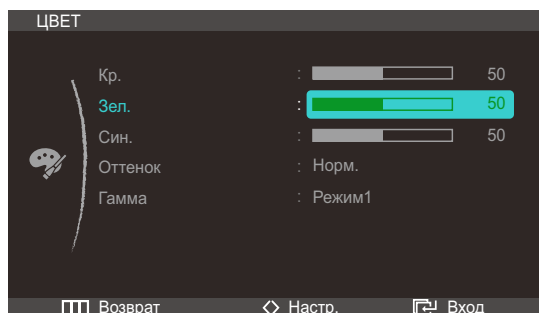 ЦВЕТ
Кр. : 50
Зел. : 50
Син. : 50
Оттенок : Норм.
Гамма : Режим1
Возврат Настр. Вход